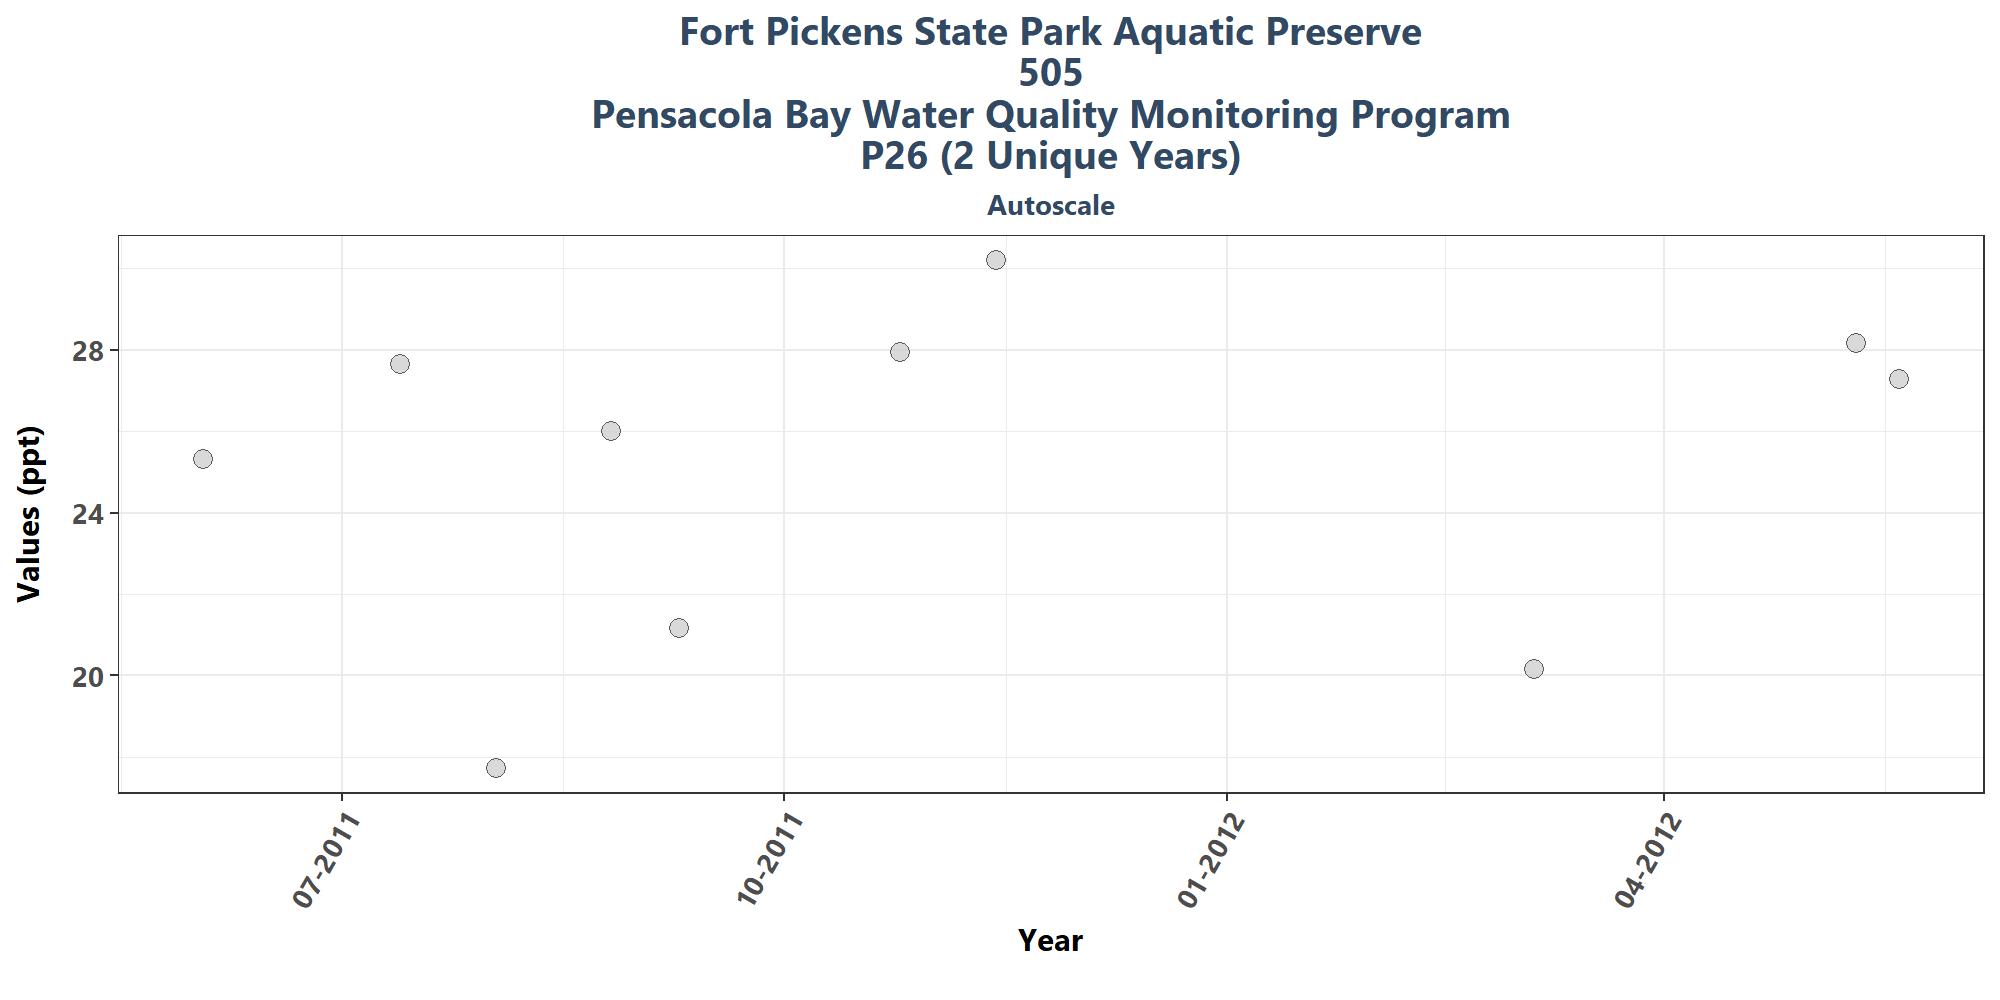 Fort Pickens State Park Aquatic Preserve
505
Pensacola Bay Water Quality Monitoring Program
P26 (2 Unique Years)
Autoscale
Values (ppt)
28
24
20
07-2011
10-2011
01-2012
04-2012
Year